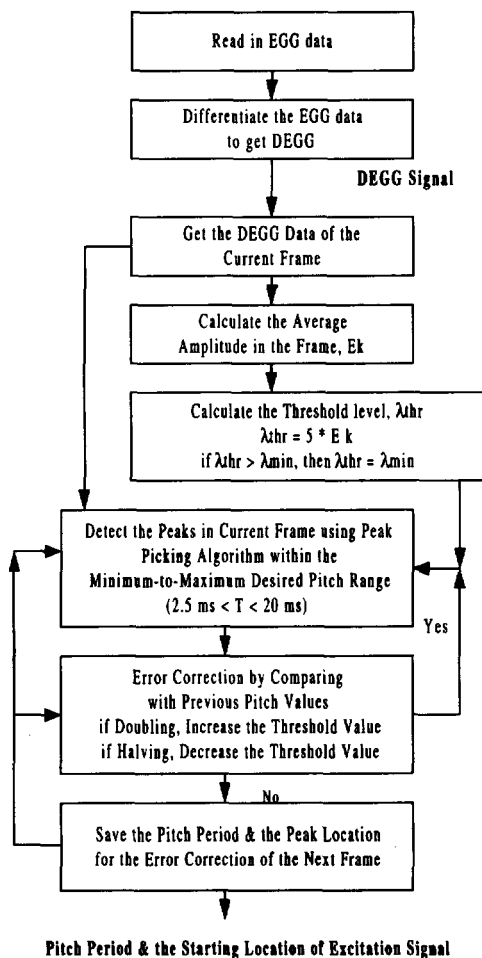 Read in EGG data
Differentiate the EGG data
to get DEGG
DEGG Signal
Get the DEGG Data of the
Current Frame
Calculate the Average
Amplitude in the Frame, Ek
Calculate the Threshold level, λthr
λthr = 5 * E k
if λthr > λmin, then λthr = λmin
Detect the Peaks in Current Frame using Peak
Picking Algorithm within the
Minimum-to-Maximum Desired Pitch Range
(2.5 ms < T < 20 ms)
Yes
Error Correction by Comparing
with Previous Pitch Values
if Doubling, Increase the Threshold Value
if Halving, Decrease the Threshold Value
No
Save the Pitch Period & the Peak Location
for the Error Correction of the Next Frame
Pitch Period & the Starting Location of Excitation Signal